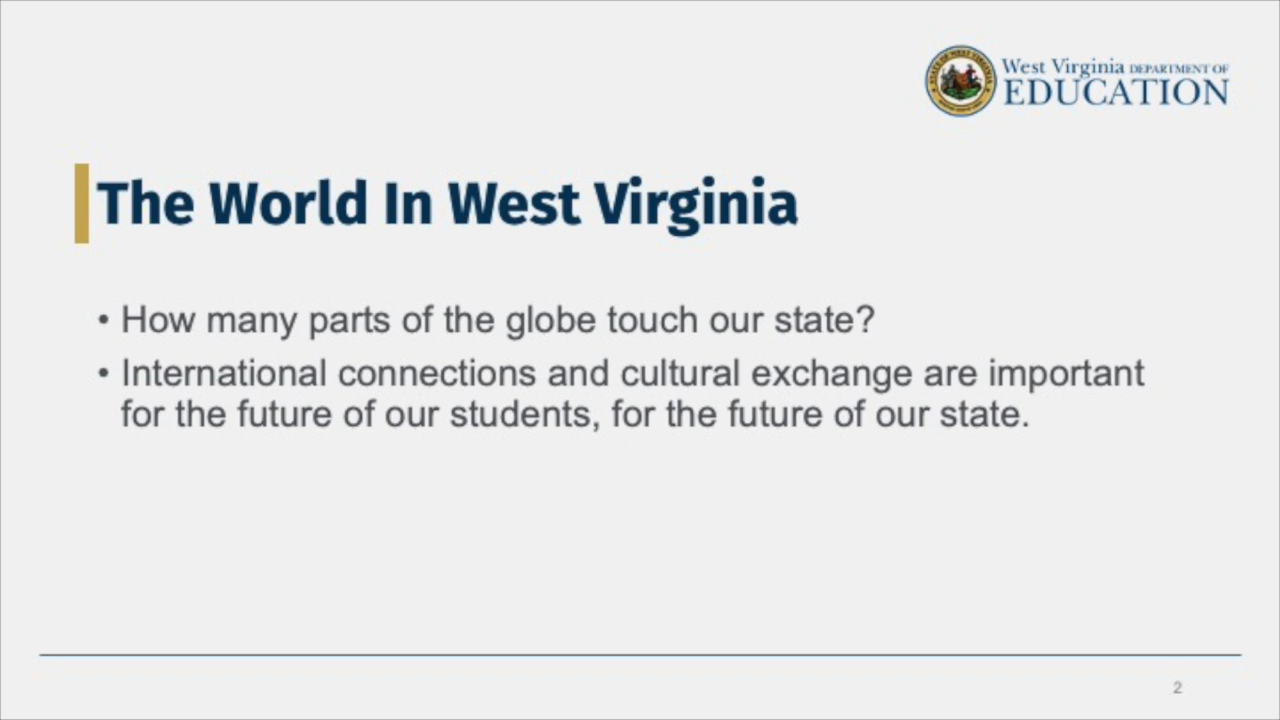 West Virginia DEPARTMENT OF
EDUCATION
The World In West Virginia
• How many parts of the globe touch our state?
• International connections and cultural exchange are important
for the future of our students, for the future of our state.
2